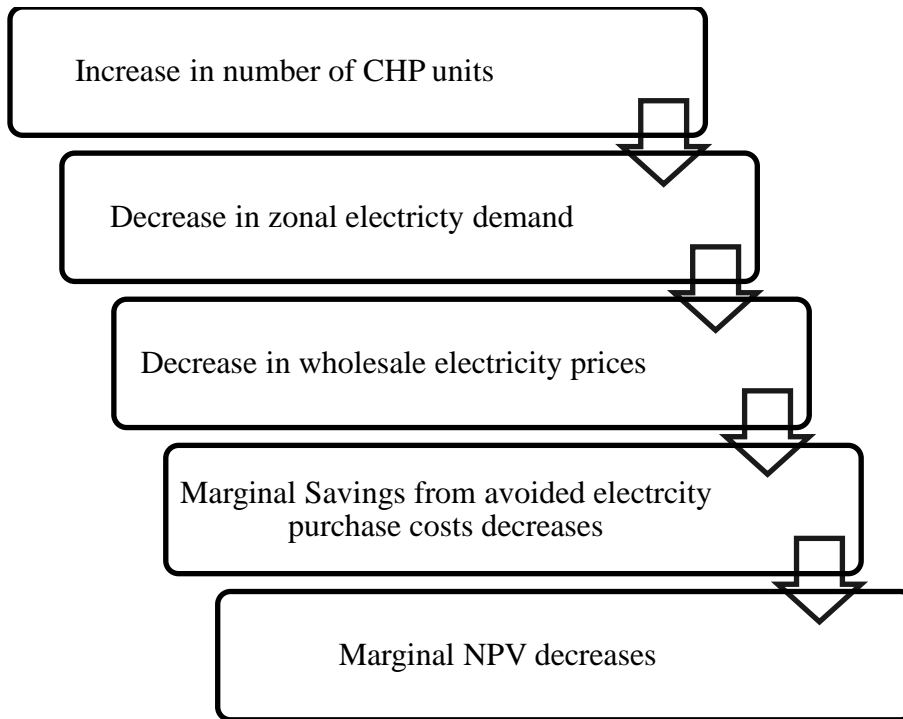 Increase in number of CHP units
Decrease in zonal electricty demand
Decrease in wholesale electricity prices
Marginal Savings from avoided electrcity
purchase costs decreases
Marginal NPV decreases